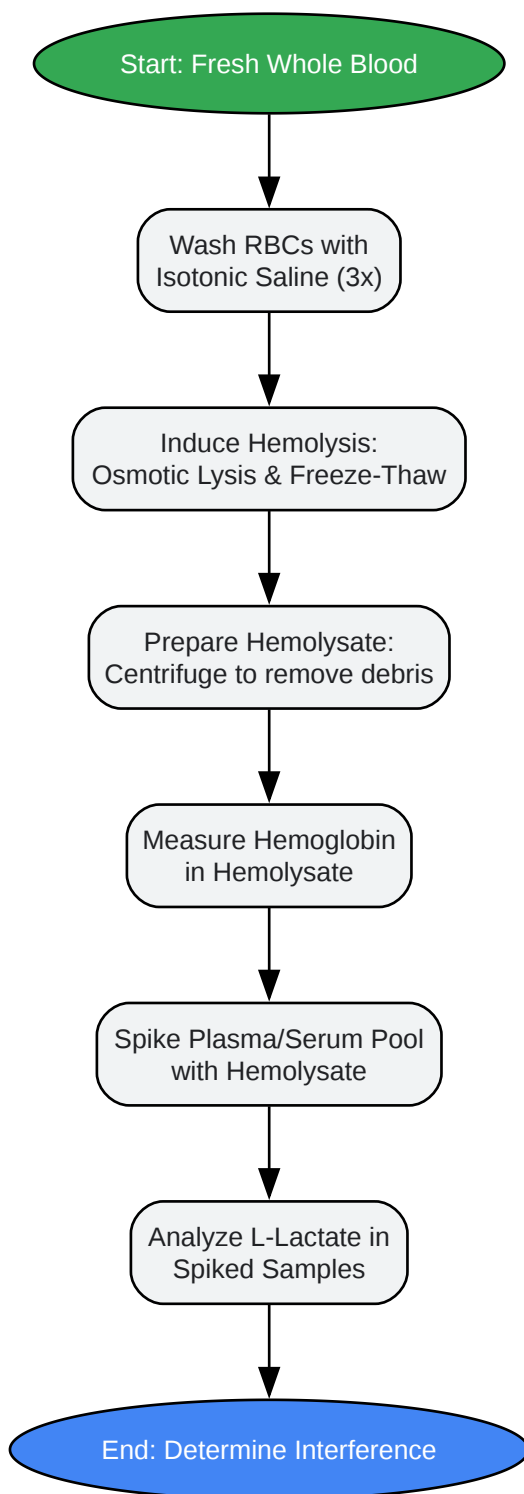 Start: Fresh Whole Blood
Wash RBCs with
Isotonic Saline (3x)
Induce Hemolysis:
Osmotic Lysis & Freeze-Thaw
Prepare Hemolysate:
Centrifuge to remove debris
Measure Hemoglobin
in Hemolysate
Spike Plasma/Serum Pool
with Hemolysate
Analyze L-Lactate in
Spiked Samples
End: Determine Interference